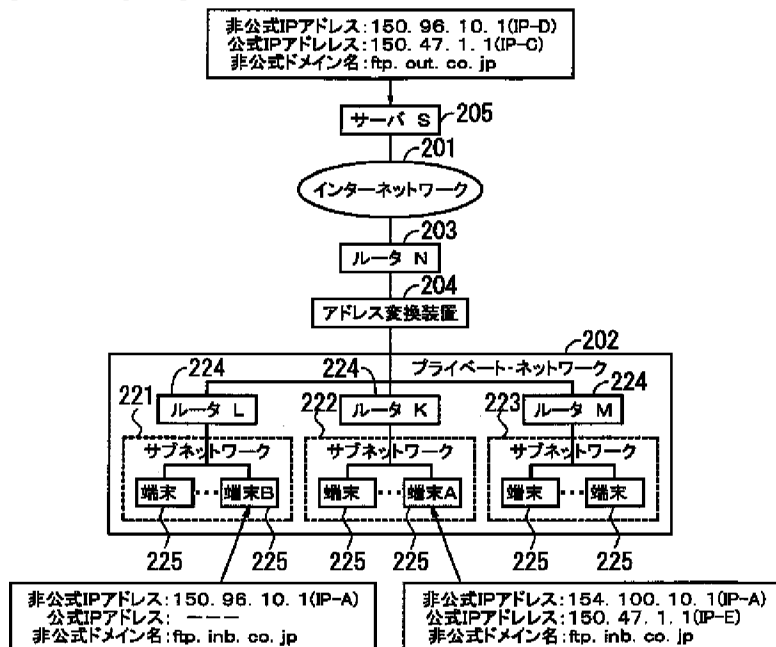 非公式IPアドレス:150. 96. 10. 1(IP-D)
公式IPアドレルス:150. 47. 1. 1(IP-C)
非公式ドメイン名:ftp. out. co. jp
サーバ S
205
201
インターネットワーク
203
ルータ N
204
アドレス変換装置
202
プライベート・ネットワーク
224
224
224
221
ルータ L
222
ルータ K
223
ルータ M
サブネットワーク
サブネットワーク
サブネットワーク
端末 ··· 端末B
端末 ··· 端末A
端末 ··· 端末
225
225
225
225
225
225
非公式IPアドレス:150. 96. 10. 1(IP-A)
公式IPアドレス: ---
非公式ドメイン名:ftp. inb. co. jp
非公式IPアドレス:154. 100. 10. 1(IP-A)
公式IPアドレルス:150. 47. 1. 1(IP-E)
非公式ドメイン名:ftp. inb. co. jp